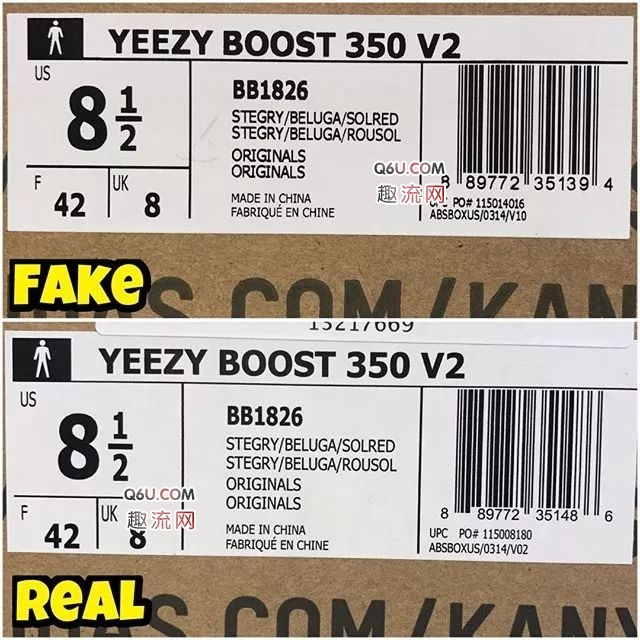 YEEZY BOOST 350 V2
US
8 1/2
F
42
UK
8
BB1826
STEGRY/BELUGA/SOLRED
STEGRY/BELUGA/ROUSOL
ORIGINALS
ORIGINALS
MADE IN CHINA
FABRIQUÉ EN CHINE
Q6U.COM
趣流网
8 89772 35139 4
PO# 115014016
ABSBOXUS/0314/V10
FAKE
.COM/KAN
13217669
YEEZY BOOST 350 V2
US
8 1/2
F
42
UK
8
Q6U.COM
趣流网
BB1826
STEGRY/BELUGA/SOLRED
STEGRY/BELUGA/ROUSOL
ORIGINALS
ORIGINALS
MADE IN CHINA
FABRIQUÉ EN CHINE
8 89772 35148 6
UPC PO# 115008180
ABSBOXUS/0314/V02
REAL